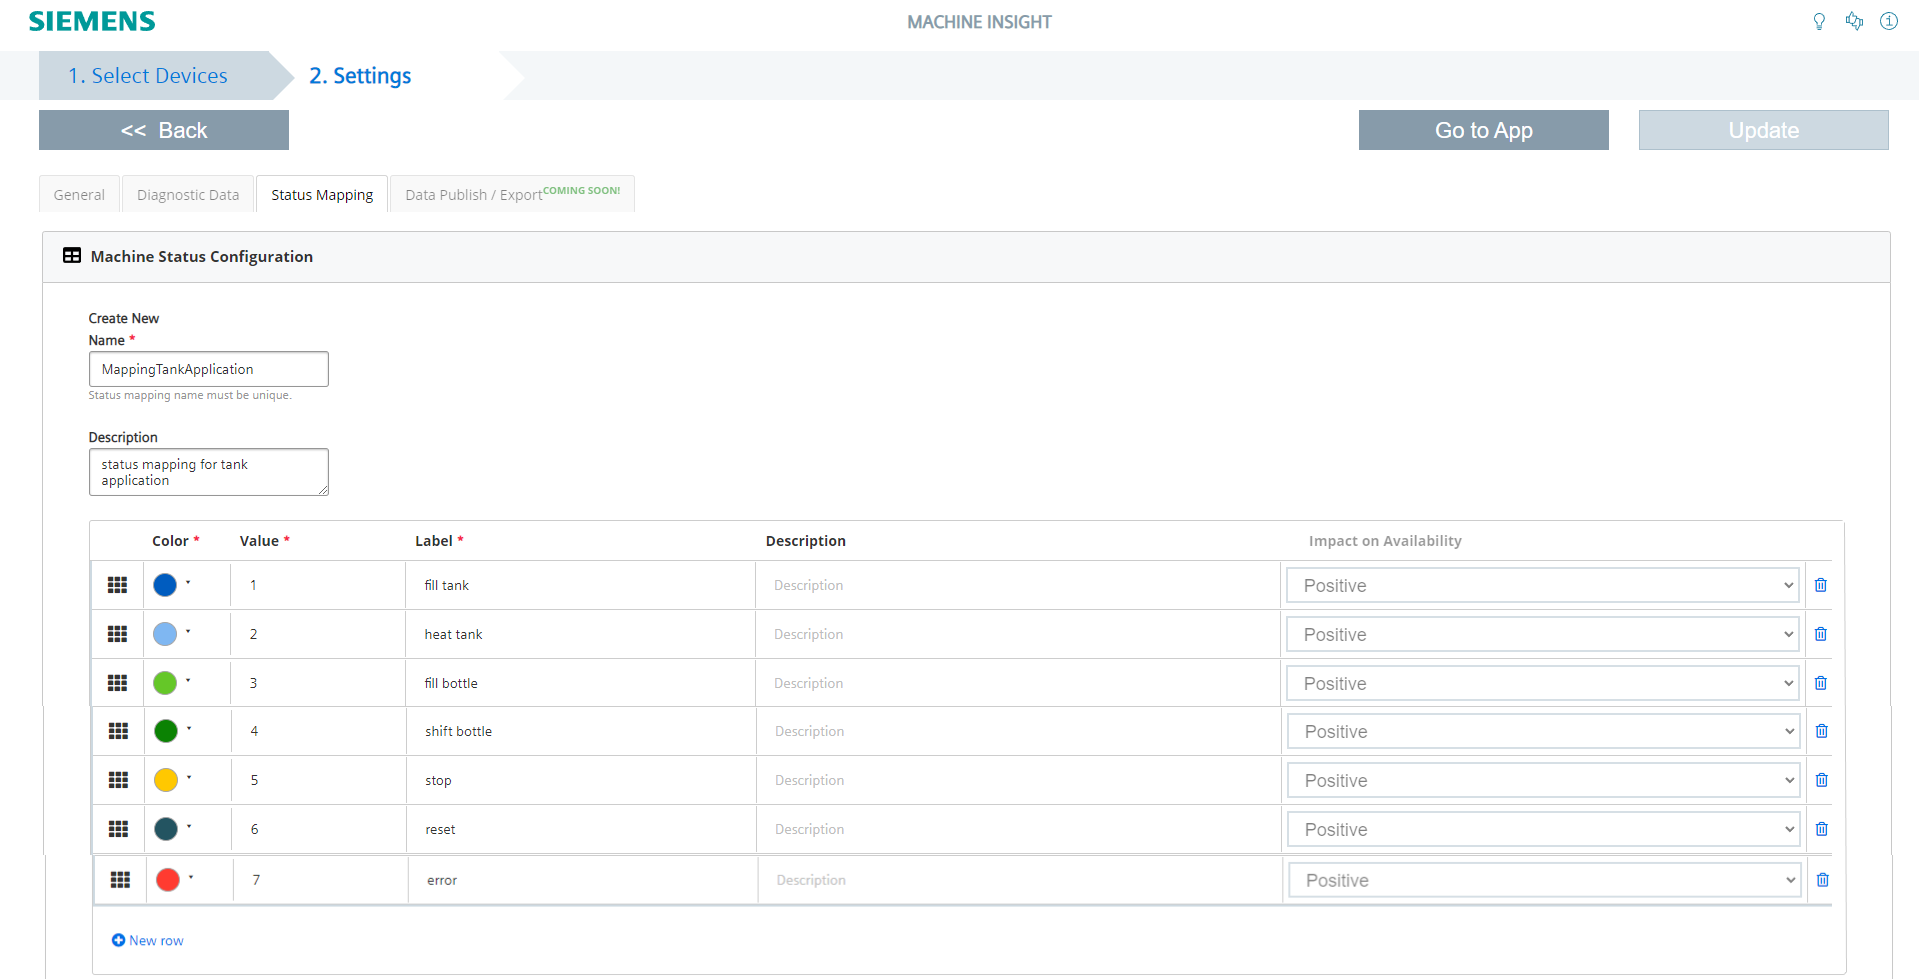 SIEMENS
MACHINE INSIGHT
1. Select Devices
2. Settings
<< Back
Go to App
Update
General
Diagnostic Data
Status Mapping
Data Publish / Export COMING SOON!
Machine Status Configuration
Create New
Name *
MappingTankApplication
Status mapping name must be unique.
Description
status mapping for tank
application
Color * Value * Label * Description Impact on Availability
1 fill tank Description Positive
2 heat tank Description Positive
3 fill bottle Description Positive
4 shift bottle Description Positive
5 stop Description Positive
6 reset Description Positive
7 error Description Positive
New row